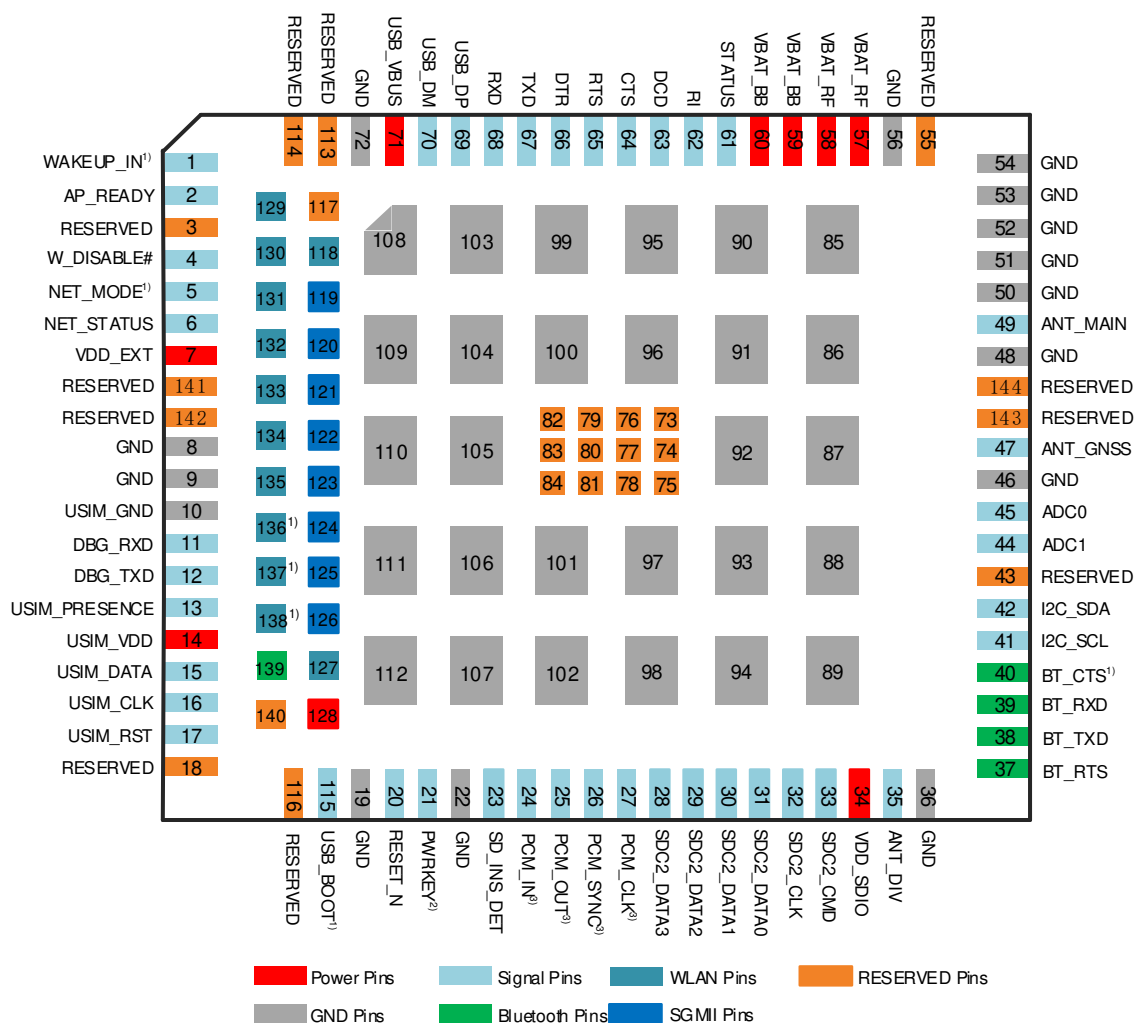 RESERVED
RESERVED
GND
USB_VBUS
USB_DM
USB_DP
RXD
TXD
DTR
RTS
CTS
DCD
RI
STATUS
VBAT_BB
VBAT_BB
VBAT_RF
VBAT_RF
GND
RESERVED
114
113
72
71
70
69
68
67
66
65
64
63
62
61
60
59
58
57
56
55
WAKEUP_IN1) 1
AP_READY 2
RESERVED 3
W_DISABLE# 4
NET_MODE1) 5
NET_STATUS 6
VDD_EXT 7
RESERVED 141
RESERVED 142
GND 8
GND 9
USIM_GND 10
DBG_RXD 11
DBG_TXD 12
USIM_PRESENCE 13
USIM_VDD 14
USIM_DATA 15
USIM_CLK 16
USIM_RST 17
RESERVED 18
129 117
130 118
131 119
132 120
133 121
134 122
135 123
1361) 124
1371) 125
1381) 126
139 127
140 128
108 103 99 95 90 85
109 104 100 96 91 86
110 105 92 87
82 79 76 73
83 80 77 74
84 81 78 75
111 106 101 97 93 88
112 107 102 98 94 89
54 GND
53 GND
52 GND
51 GND
50 GND
49 ANT_MAIN
48 GND
144 RESERVED
143 RESERVED
47 ANT_GNSS
46 GND
45 ADC0
44 ADC1
43 RESERVED
42 I2C_SDA
41 I2C_SCL
40 BT_CTS1)
39 BT_RXD
38 BT_TXD
37 BT_RTS
116
115
19
20
21
22
23
24
25
26
27
28
29
30
31
32
33
34
35
36
RESERVED
USB_BOOT1)
GND
RESET_N
PWRKEY2)
GND
SD_INS_DET
PCM_IN3)
PCM_OUT3)
PCM_SYNC3)
PCM_CLK3)
SDC2_DATA3
SDC2_DATA2
SDC2_DATA1
SDC2_DATA0
SDC2_CLK
SDC2_CMD
VDD_SDIO
ANT_DIV
GND
Power Pins Signal Pins WLAN Pins RESERVED Pins
GND Pins Bluetooth Pins SGMII Pins